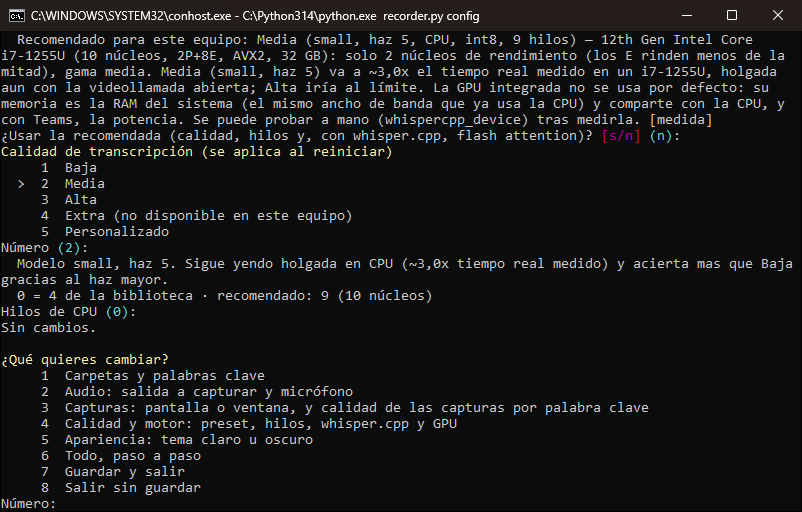 C:\WINDOWS\SYSTEM32\conhost.exe - C:\Python314\python.exe  recorder.py config
Recomendado para este equipo: Media (small, haz 5, CPU, int8, 9 hilos) — 12th Gen Intel Core
i7-1255U (10 núcleos, 2P+8E, AVX2, 32 GB): solo 2 núcleos de rendimiento (los E rinden menos de la
mitad), gama media. Media (small, haz 5) va a ~3,0x el tiempo real medido en un i7-1255U, holgada
aun con la videollamada abierta; Alta iría al límite. La GPU integrada no se usa por defecto: su
memoria es la RAM del sistema (el mismo ancho de banda que ya usa la CPU) y comparte con la CPU, y
con Teams, la potencia. Se puede probar a mano (whispercpp_device) tras medirla. [medida]
¿Usar la recomendada (calidad, hilos y, con whisper.cpp, flash attention)? [s/n] (n):
Calidad de transcripción (se aplica al reiniciar)
1  Baja
> 2  Media
3  Alta
4  Extra (no disponible en este equipo)
5  Personalizado
Número (2):
Modelo small, haz 5. Sigue yendo holgada en CPU (~3,0x tiempo real medido) y acierta mas que Baja
gracias al haz mayor.
0 = 4 de la biblioteca · recomendado: 9 (10 núcleos)
Hilos de CPU (0):
Sin cambios.
¿Qué quieres cambiar?
1  Carpetas y palabras clave
2  Audio: salida a capturar y micrófono
3  Capturas: pantalla o ventana, y calidad de las capturas por palabra clave
4  Calidad y motor: preset, hilos, whisper.cpp y GPU
5  Apariencia: tema claro u oscuro
6  Todo, paso a paso
7  Guardar y salir
8  Salir sin guardar
Número: